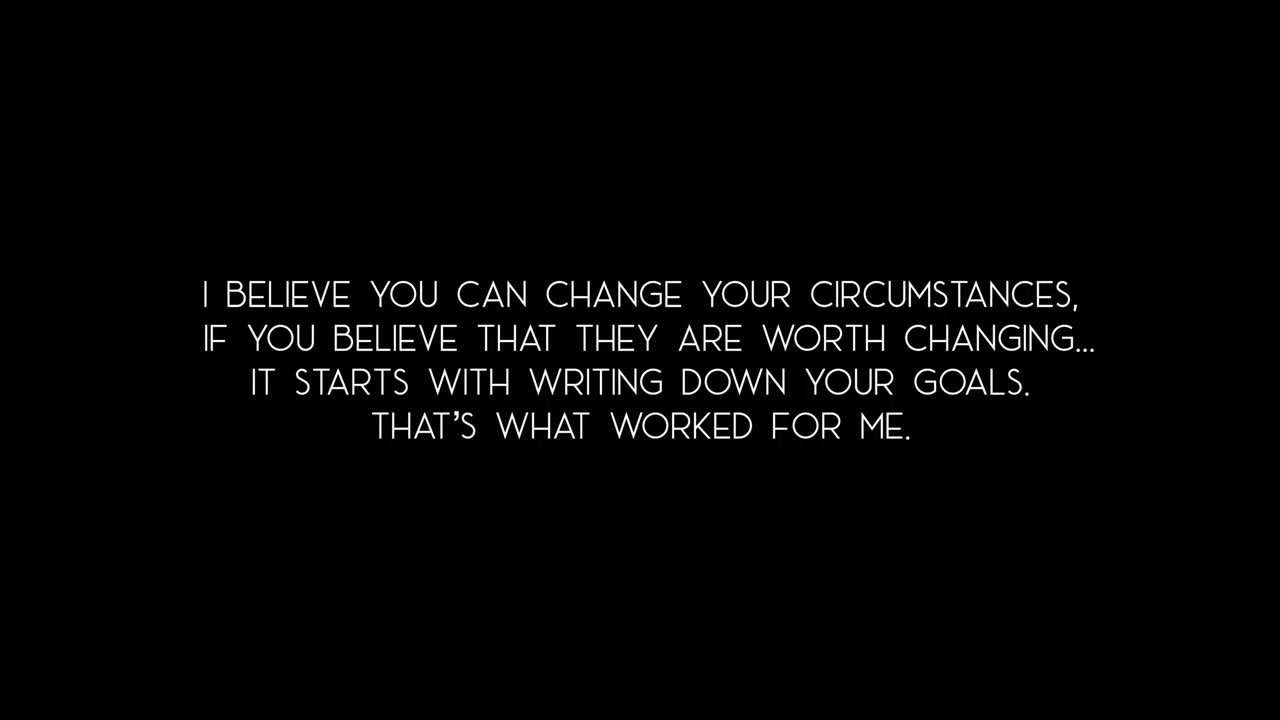 I BELIEVE YOU CAN CHANGE YOUR CIRCUMSTANCES,
IF YOU BELIEVE THAT THEY ARE WORTH CHANGING...
IT STARTS WITH WRITING DOWN YOUR GOALS.
THAT'S WHAT WORKED FOR ME.